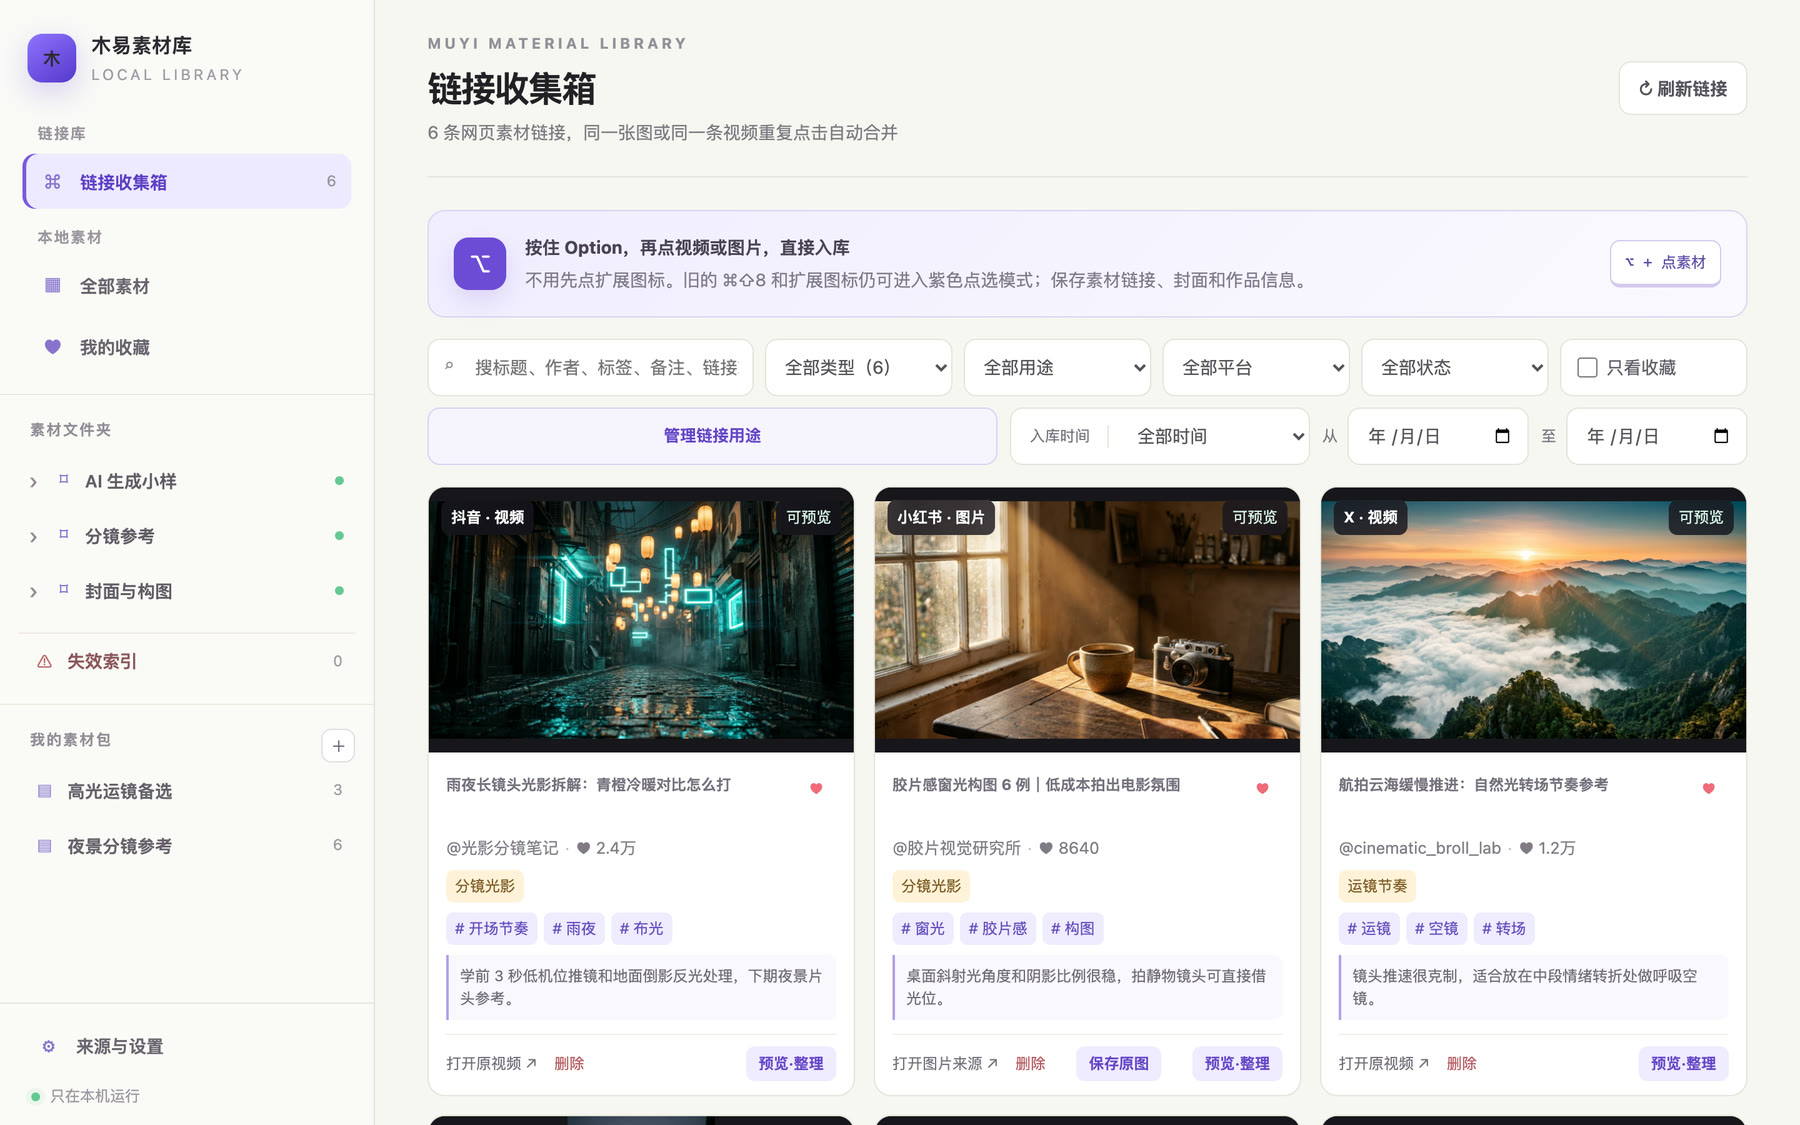 木
木易素材库
LOCAL LIBRARY
链接库
⌘ 链接收集箱 6
本地素材
全部素材
我的收藏
素材文件夹
AI 生成小样
分镜参考
封面与构图
失效索引 0
我的素材包 +
高光运镜备选 3
夜景分镜参考 6
来源与设置
只在本机运行
MUYI MATERIAL LIBRARY
链接收集箱
6 条网页素材链接，同一张图或同一条视频重复点击自动合并
↻ 刷新链接
⌥
按住 Option，再点视频或图片，直接入库
不用先点扩展图标。旧的 ⌘⇧8 和扩展图标仍可进入紫色点选模式；保存素材链接、封面和作品信息。
⌥ + 点素材
搜标题、作者、标签、备注、链接
全部类型（6）
全部用途
全部平台
全部状态
只看收藏
管理链接用途
入库时间 全部时间
从 年 /月/日
至 年 /月/日
抖音 · 视频 可预览
雨夜长镜头光影拆解：青橙冷暖对比怎么打
@光影分镜笔记 · ♥ 2.4万
分镜光影
# 开场节奏 # 雨夜 # 布光
学前 3 秒低机位推镜和地面倒影反光处理，下期夜景片
头参考。
打开原视频 ↗ 删除 预览·整理
小红书 · 图片 可预览
胶片感窗光构图 6 例｜低成本拍出电影氛围
@胶片视觉研究所 · ♥ 8640
分镜光影
# 窗光 # 胶片感 # 构图
桌面斜射光角度和阴影比例很稳，拍静物镜头可直接借
光位。
打开图片来源 ↗ 删除 保存原图 预览·整理
X · 视频 可预览
航拍云海缓慢推进：自然光转场节奏参考
@cinematic_broll_lab · ♥ 1.2万
运镜节奏
# 运镜 # 空镜 # 转场
镜头推速很克制，适合放在中段情绪转折处做呼吸空
镜。
打开原视频 ↗ 删除 预览·整理